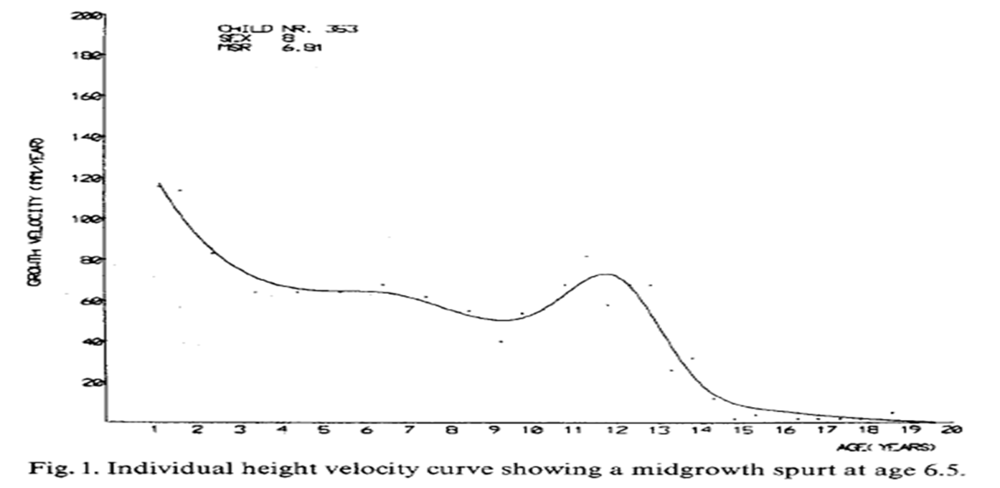 200
CHILD NR. 353
SEX 8
MSR 6.81
180
160
140
120
100
80
60
40
20
GROWTH VELOCITY (MM/YEAR)
1 2 3 4 5 6 7 8 9 10 11 12 13 14 15 16 17 18 19 20
AGE( YEARS)
Fig. 1. Individual height velocity curve showing a midgrowth spurt at age 6.5.